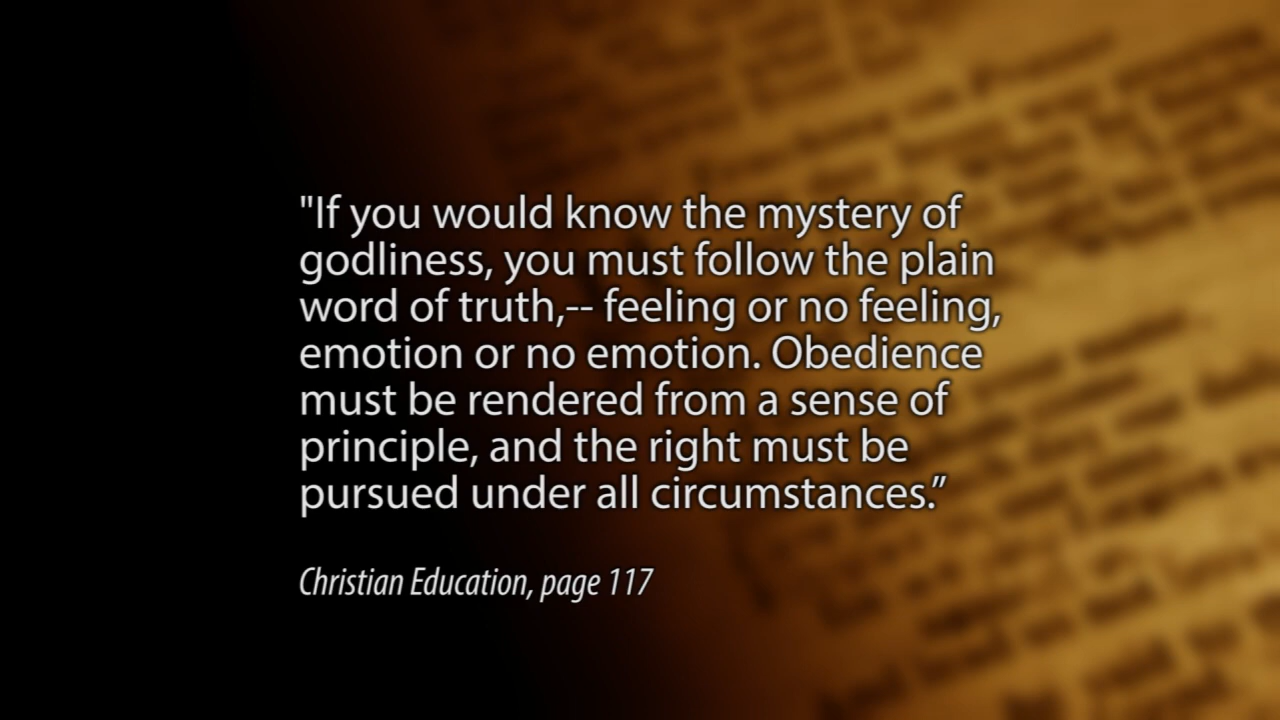 "If you would know the mystery of
godliness, you must follow the plain
word of truth,-- feeling or no feeling,
emotion or no emotion. Obedience
must be rendered from a sense of
principle, and the right must be
pursued under all circumstances.”
Christian Education, page 117